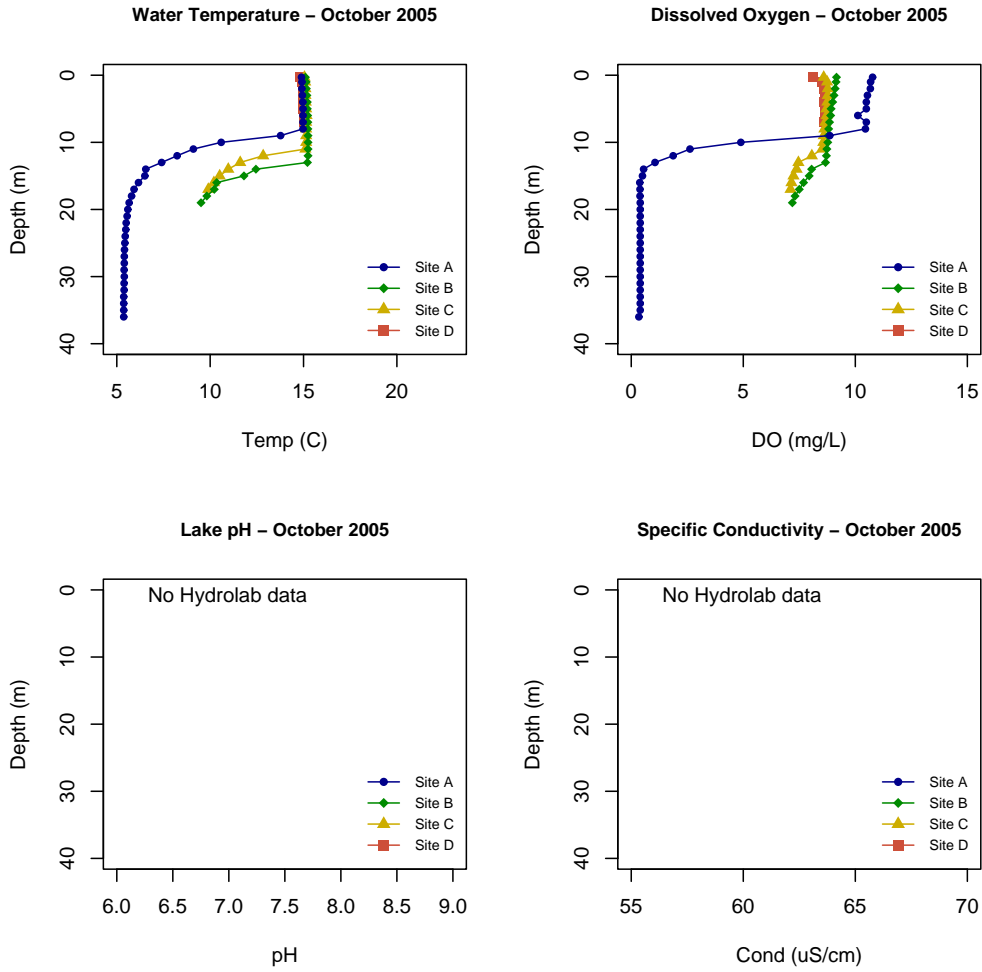 Water Temperature – October 2005
0
10
20
30
40
Depth (m)
5
10
15
20
Temp (C)
Site A
Site B
Site C
Site D
Dissolved Oxygen – October 2005
0
10
20
30
40
Depth (m)
0
5
10
15
DO (mg/L)
Site A
Site B
Site C
Site D
Lake pH – October 2005
No Hydrolab data
0
10
20
30
40
Depth (m)
6.0
6.5
7.0
7.5
8.0
8.5
9.0
pH
Site A
Site B
Site C
Site D
Specific Conductivity – October 2005
No Hydrolab data
0
10
20
30
40
Depth (m)
55
60
65
70
Cond (uS/cm)
Site A
Site B
Site C
Site D